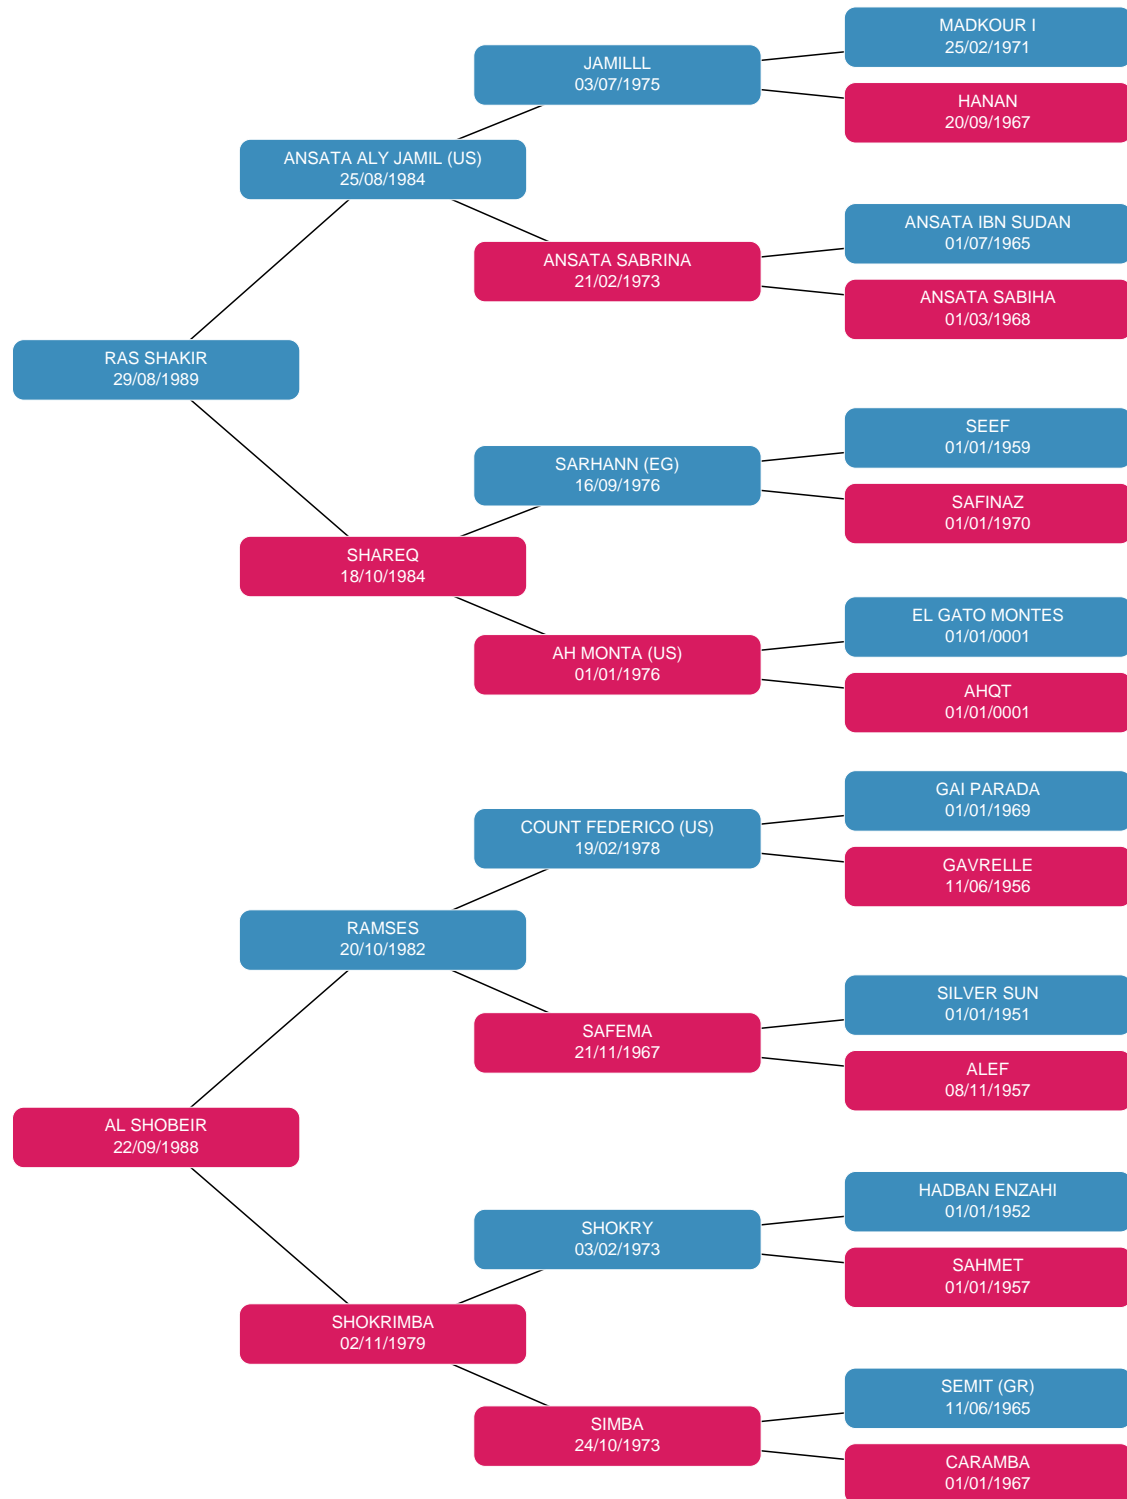 MADKOUR I
25/02/1971
JAMILLL
03/07/1975
HANAN
20/09/1967
ANSATA ALY JAMIL (US)
25/08/1984
ANSATA IBN SUDAN
01/07/1965
ANSATA SABRINA
21/02/1973
ANSATA SABIHA
01/03/1968
RAS SHAKIR
29/08/1989
SEEF
01/01/1959
SARHANN (EG)
16/09/1976
SAFINAZ
01/01/1970
SHAREQ
18/10/1984
EL GATO MONTES
01/01/0001
AH MONTA (US)
01/01/1976
AHQT
01/01/0001
GAI PARADA
01/01/1969
COUNT FEDERICO (US)
19/02/1978
GAVRELLE
11/06/1956
RAMSES
20/10/1982
SILVER SUN
01/01/1951
SAFEMA
21/11/1967
ALEF
08/11/1957
AL SHOBEIR
22/09/1988
HADBAN ENZAHI
01/01/1952
SHOKRY
03/02/1973
SAHMET
01/01/1957
SHOKRIMBA
02/11/1979
SEMIT (GR)
11/06/1965
SIMBA
24/10/1973
CARAMBA
01/01/1967